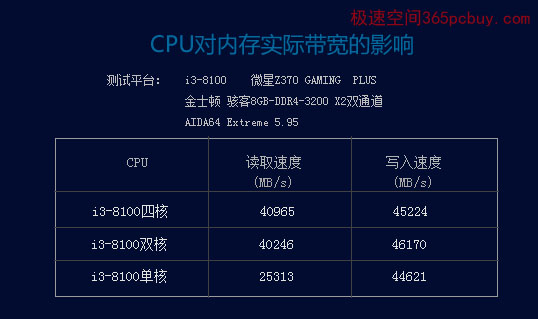 极速空间365pcbuy.com
CPU对内存实际带宽的影响
测试平台: i3-8100 微星Z370 GAMING PLUS
金士顿 骇客8GB-DDR4-3200 X2双通道
AIDA64 Extreme 5.95
CPU 读取速度 写入速度
(MB/s) (MB/s)
i3-8100四核 40965 45224
i3-8100双核 40246 46170
i3-8100单核 25313 44621